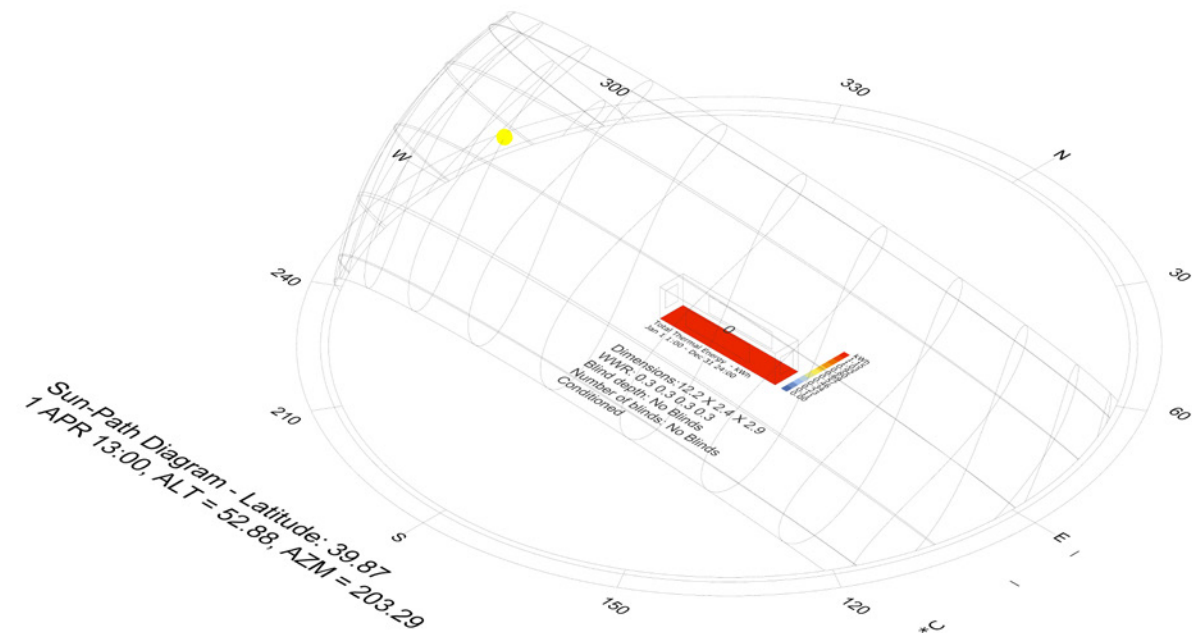 300
330
N
W
30
240
0
Total Thermal Energy - kWh
Jan 1 1:00 - Dec 31 24:00
kWh
Dimensions:12.2 X 2.4 X 2.9
WWR: 0.3 0.3 0.3 0.3
Blind depth: No Blinds
Number of blinds: No Blinds
Conditioned
60
210
Sun-Path Diagram - Latitude: 39.87
1 APR 13:00, ALT = 52.88, AZM = 203.29
S
E
150
120
*C